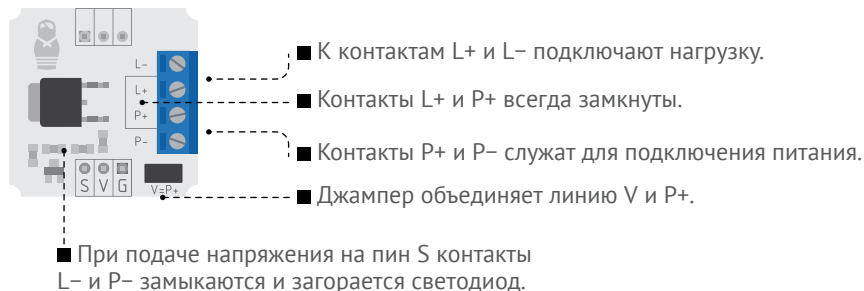 L−
L+
P+
P−
S V G
V=P+
К контактам L+ и L− подключают нагрузку.
Контакты L+ и P+ всегда замкнуты.
Контакты P+ и P− служат для подключения питания.
Джампер объединяет линию V и P+.
При подаче напряжения на пин S контакты
L− и P− замыкаются и загорается светодиод.